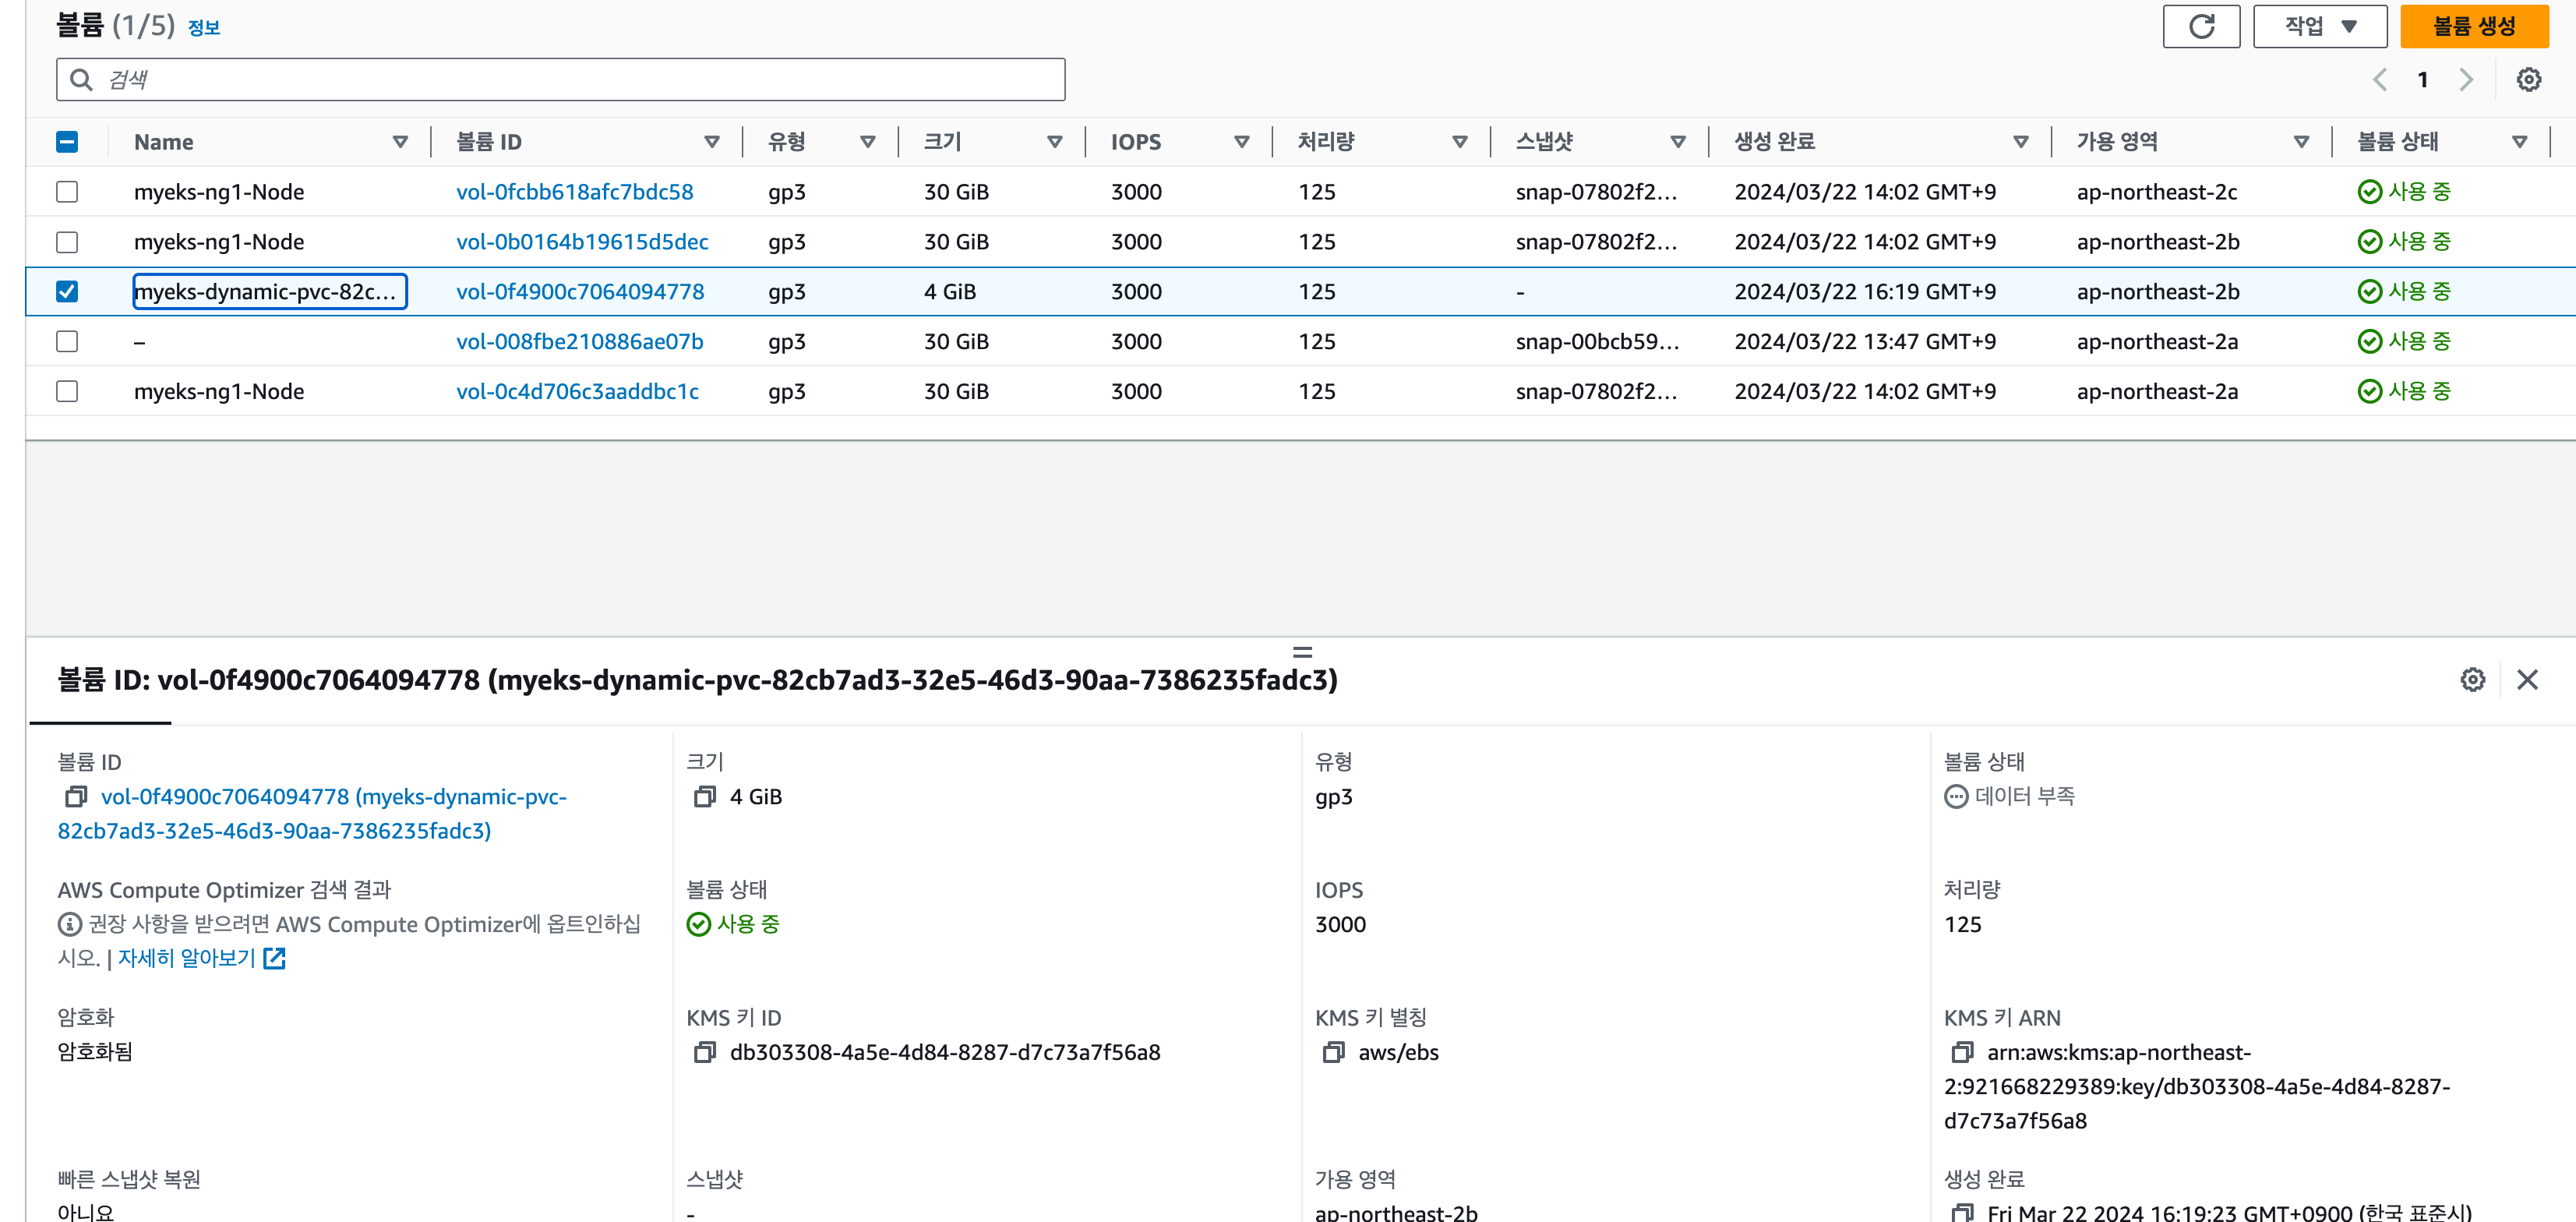 볼륨 (1/5) 정보
작업 볼륨 생성
검색
1
Name 볼륨 ID 유형 크기 IOPS 처리량 스냅샷 생성 완료 가용 영역 볼륨 상태
myeks-ng1-Node vol-0fcbb618afc7bdc58 gp3 30 GiB 3000 125 snap-07802f2... 2024/03/22 14:02 GMT+9 ap-northeast-2c 사용 중
myeks-ng1-Node vol-0b0164b19615d5dec gp3 30 GiB 3000 125 snap-07802f2... 2024/03/22 14:02 GMT+9 ap-northeast-2b 사용 중
myeks-dynamic-pvc-82c... vol-0f4900c7064094778 gp3 4 GiB 3000 125 - 2024/03/22 16:19 GMT+9 ap-northeast-2b 사용 중
– vol-008fbe210886ae07b gp3 30 GiB 3000 125 snap-00bcb59... 2024/03/22 13:47 GMT+9 ap-northeast-2a 사용 중
myeks-ng1-Node vol-0c4d706c3aaddbc1c gp3 30 GiB 3000 125 snap-07802f2... 2024/03/22 14:02 GMT+9 ap-northeast-2a 사용 중
볼륨 ID: vol-0f4900c7064094778 (myeks-dynamic-pvc-82cb7ad3-32e5-46d3-90aa-7386235fadc3)
볼륨 ID
vol-0f4900c7064094778 (myeks-dynamic-pvc-
82cb7ad3-32e5-46d3-90aa-7386235fadc3)
크기
4 GiB
유형
gp3
볼륨 상태
데이터 부족
AWS Compute Optimizer 검색 결과
권장 사항을 받으려면 AWS Compute Optimizer에 옵트인하십
시오. | 자세히 알아보기
볼륨 상태
사용 중
IOPS
3000
처리량
125
암호화
암호화됨
KMS 키 ID
db303308-4a5e-4d84-8287-d7c73a7f56a8
KMS 키 별칭
aws/ebs
KMS 키 ARN
arn:aws:kms:ap-northeast-
2:921668229389:key/db303308-4a5e-4d84-8287-
d7c73a7f56a8
빠른 스냅샷 복원
아니요
스냅샷
-
가용 영역
ap-northeast-2b
생성 완료
Fri Mar 22 2024 16:19:23 GMT+0900 (한국 표준시)